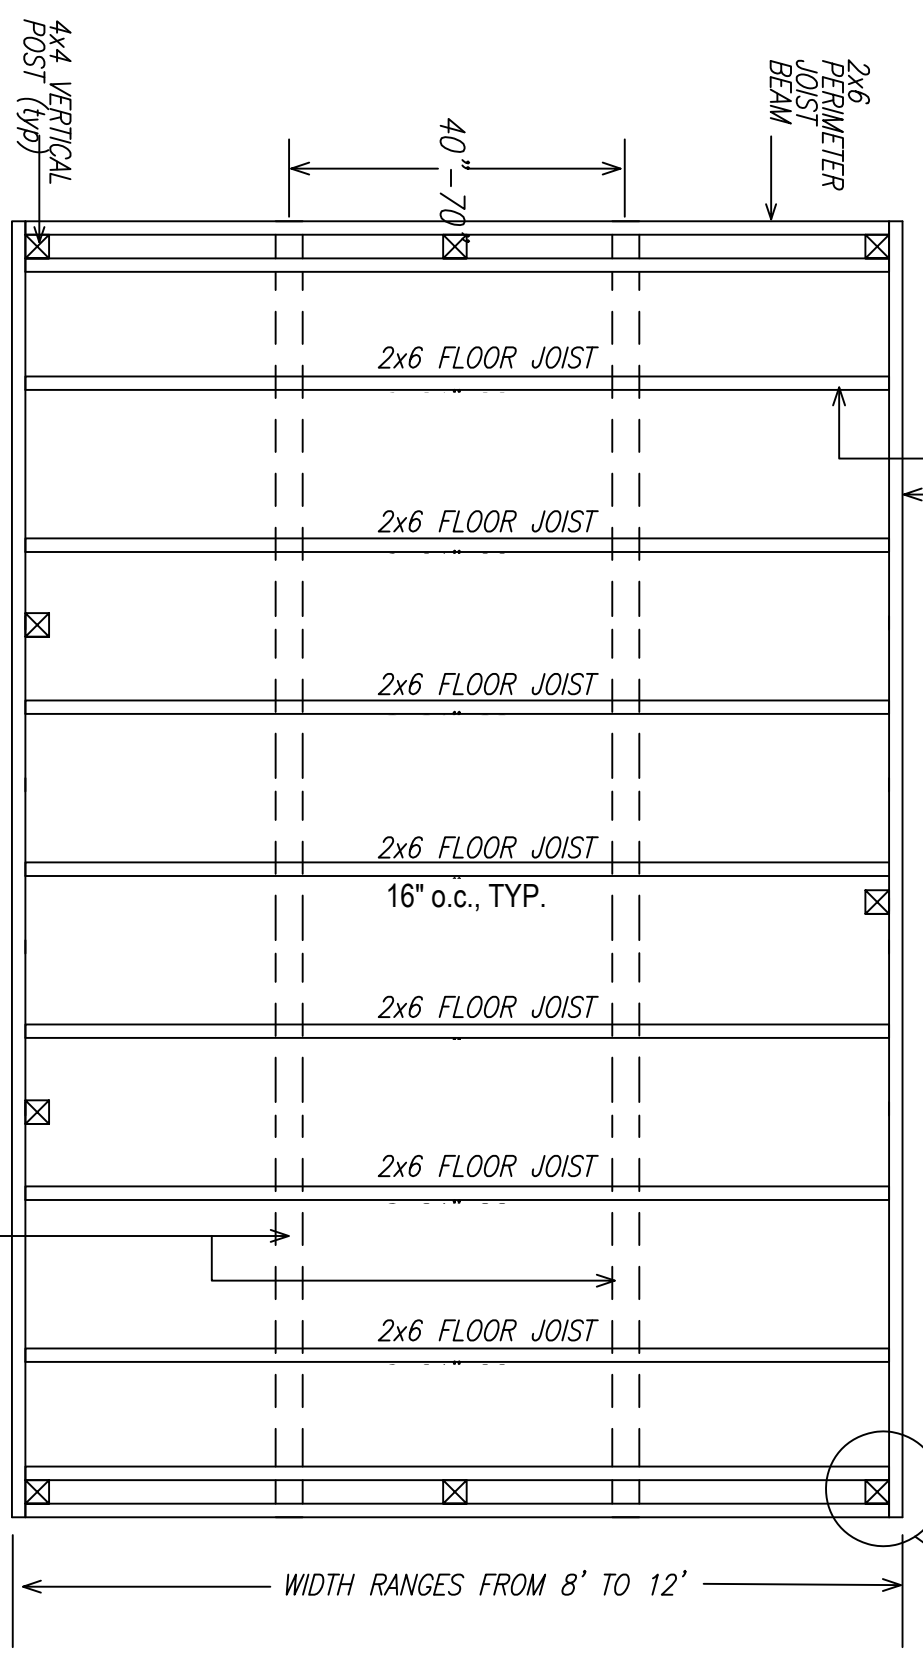 4x4 VERTICAL
POST (typ)
2x6
PERIMETER
JOIST
BEAM
40"-70"
2x6 FLOOR JOIST
2x6 FLOOR JOIST
2x6 FLOOR JOIST
2x6 FLOOR JOIST
16" o.c., TYP.
2x6 FLOOR JOIST
2x6 FLOOR JOIST
2x6 FLOOR JOIST
WIDTH RANGES FROM 8' TO 12'